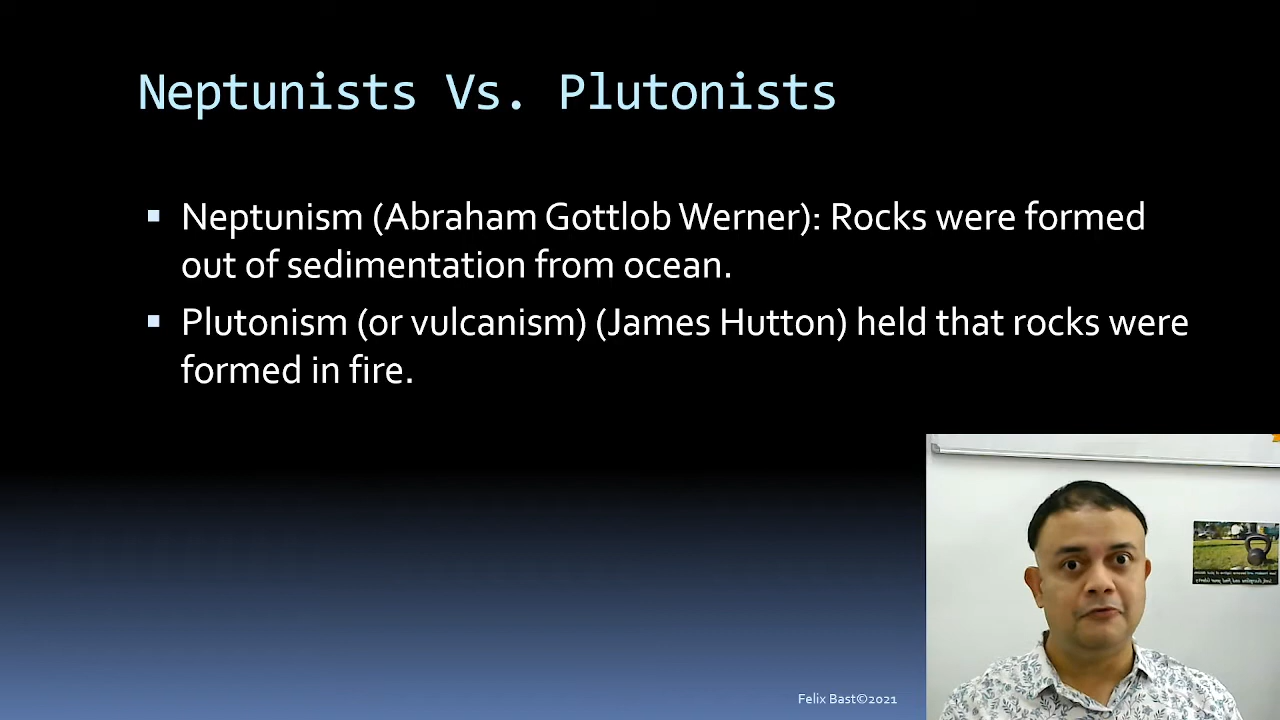 Neptunists Vs. Plutonists
▪ Neptunism (Abraham Gottlob Werner): Rocks were formed
out of sedimentation from ocean.
▪ Plutonism (or vulcanism) (James Hutton) held that rocks were
formed in fire.
Felix Bast©2021